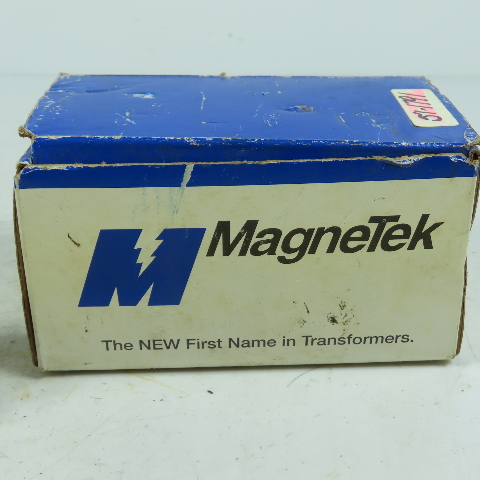 MagneTek
The NEW First Name in Transformers.